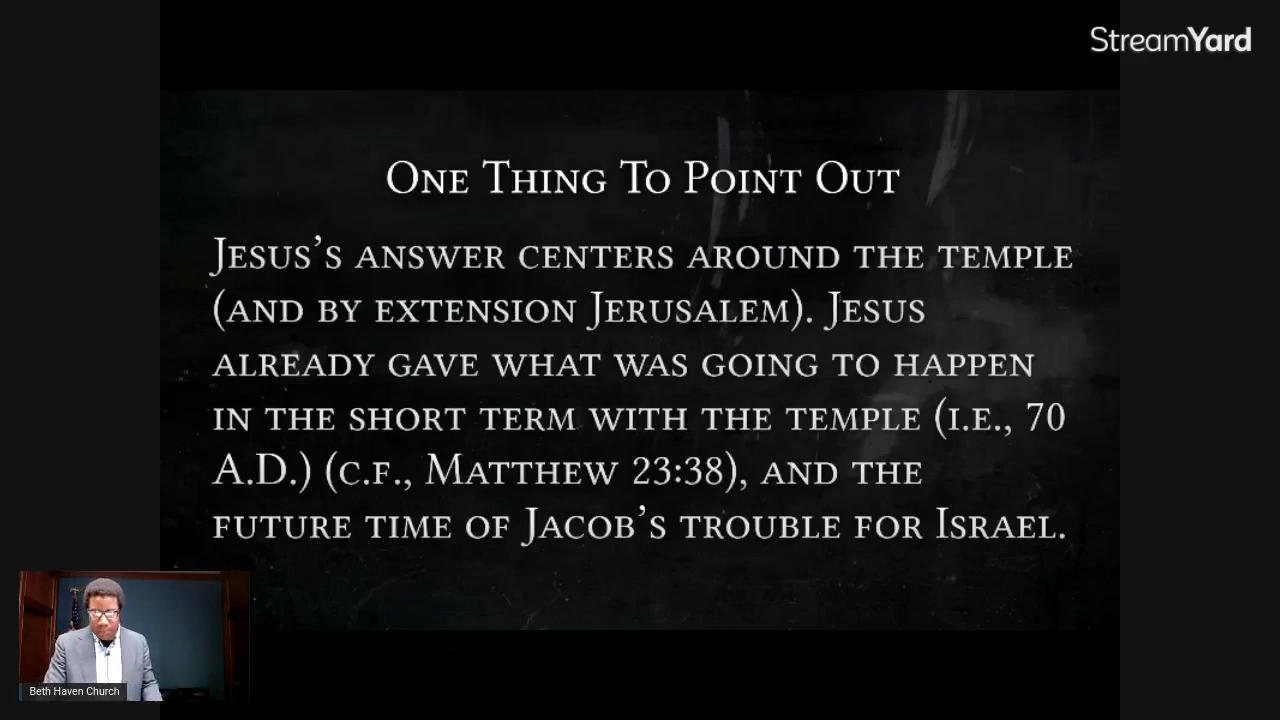 StreamYard
One Thing To Point Out
Jesus's answer centers around the temple
(and by extension Jerusalem). Jesus
already gave what was going to happen
in the short term with the temple (i.e., 70
A.D.) (c.f., Matthew 23:38), and the
future time of Jacob's trouble for Israel.
Beth Haven Church